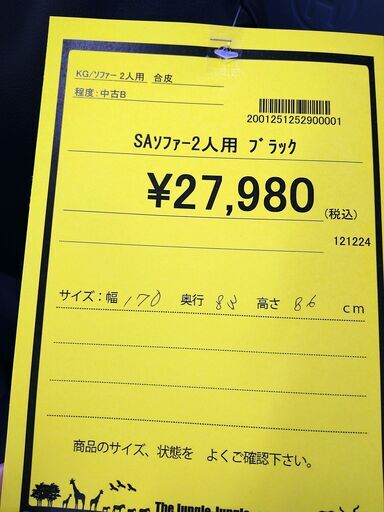 KG/ソファー 2人用 合皮
程度:中古B
2001251252900001
SAソファー2人用 ブラック
¥27,980
(税込)
121224
サイズ:幅 170 奥行 88 高さ 86 cm
商品のサイズ、状態を よくご確認下さい。
The Jungle Jungle